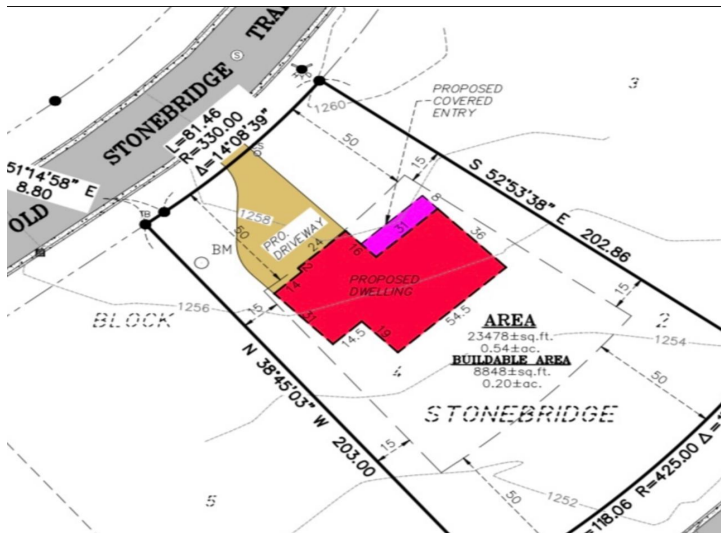 STONEBRIDGE TRAI
OLD
51°14'58" E
8.80
L=81.46
R=330.00
Δ=14°08'39"
S
3
1260
PROPOSED
COVERED
ENTRY
50
15
S 52°53'38" E 202.86
TB
1258
BM
50
PRO.
DRIVEWAY
24
16
31
8
36
14
PROPOSED
DWELLING
31
14.5
19
54.5
15
1256
BLOCK
15
2
1254
AREA
23478±sq.ft.
0.54±ac.
BUILDABLE AREA
8848±sq.ft.
0.20±ac.
4
STONEBRIDGE
50
N 38°45'03" W 203.00
15
50
1252
5
118.06 R=425.00 Δ=